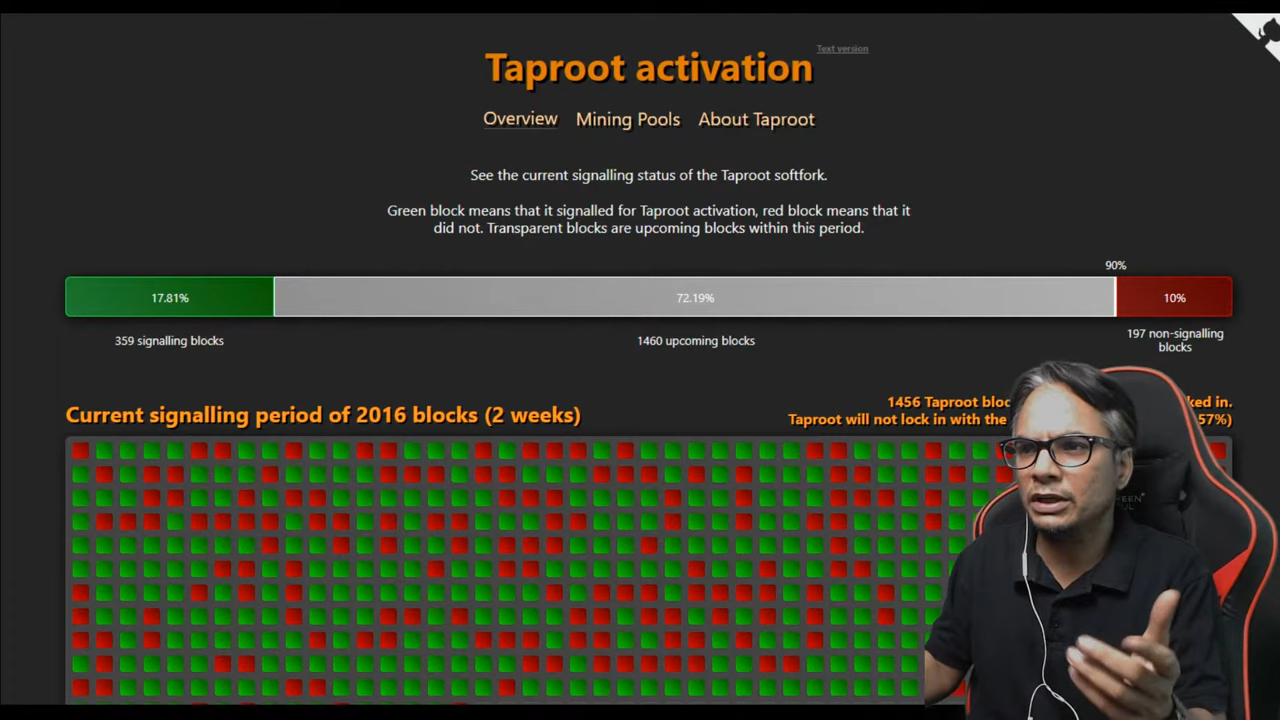 Text version
Taproot activation
Overview Mining Pools About Taproot
See the current signalling status of the Taproot softfork.
Green block means that it signalled for Taproot activation, red block means that it
did not. Transparent blocks are upcoming blocks within this period.
90%
17.81% 72.19% 10%
359 signalling blocks 1460 upcoming blocks 197 non-signalling
blocks
Current signalling period of 2016 blocks (2 weeks)
1456 Taproot ked in.
Taproot will not lock in with the 57%)